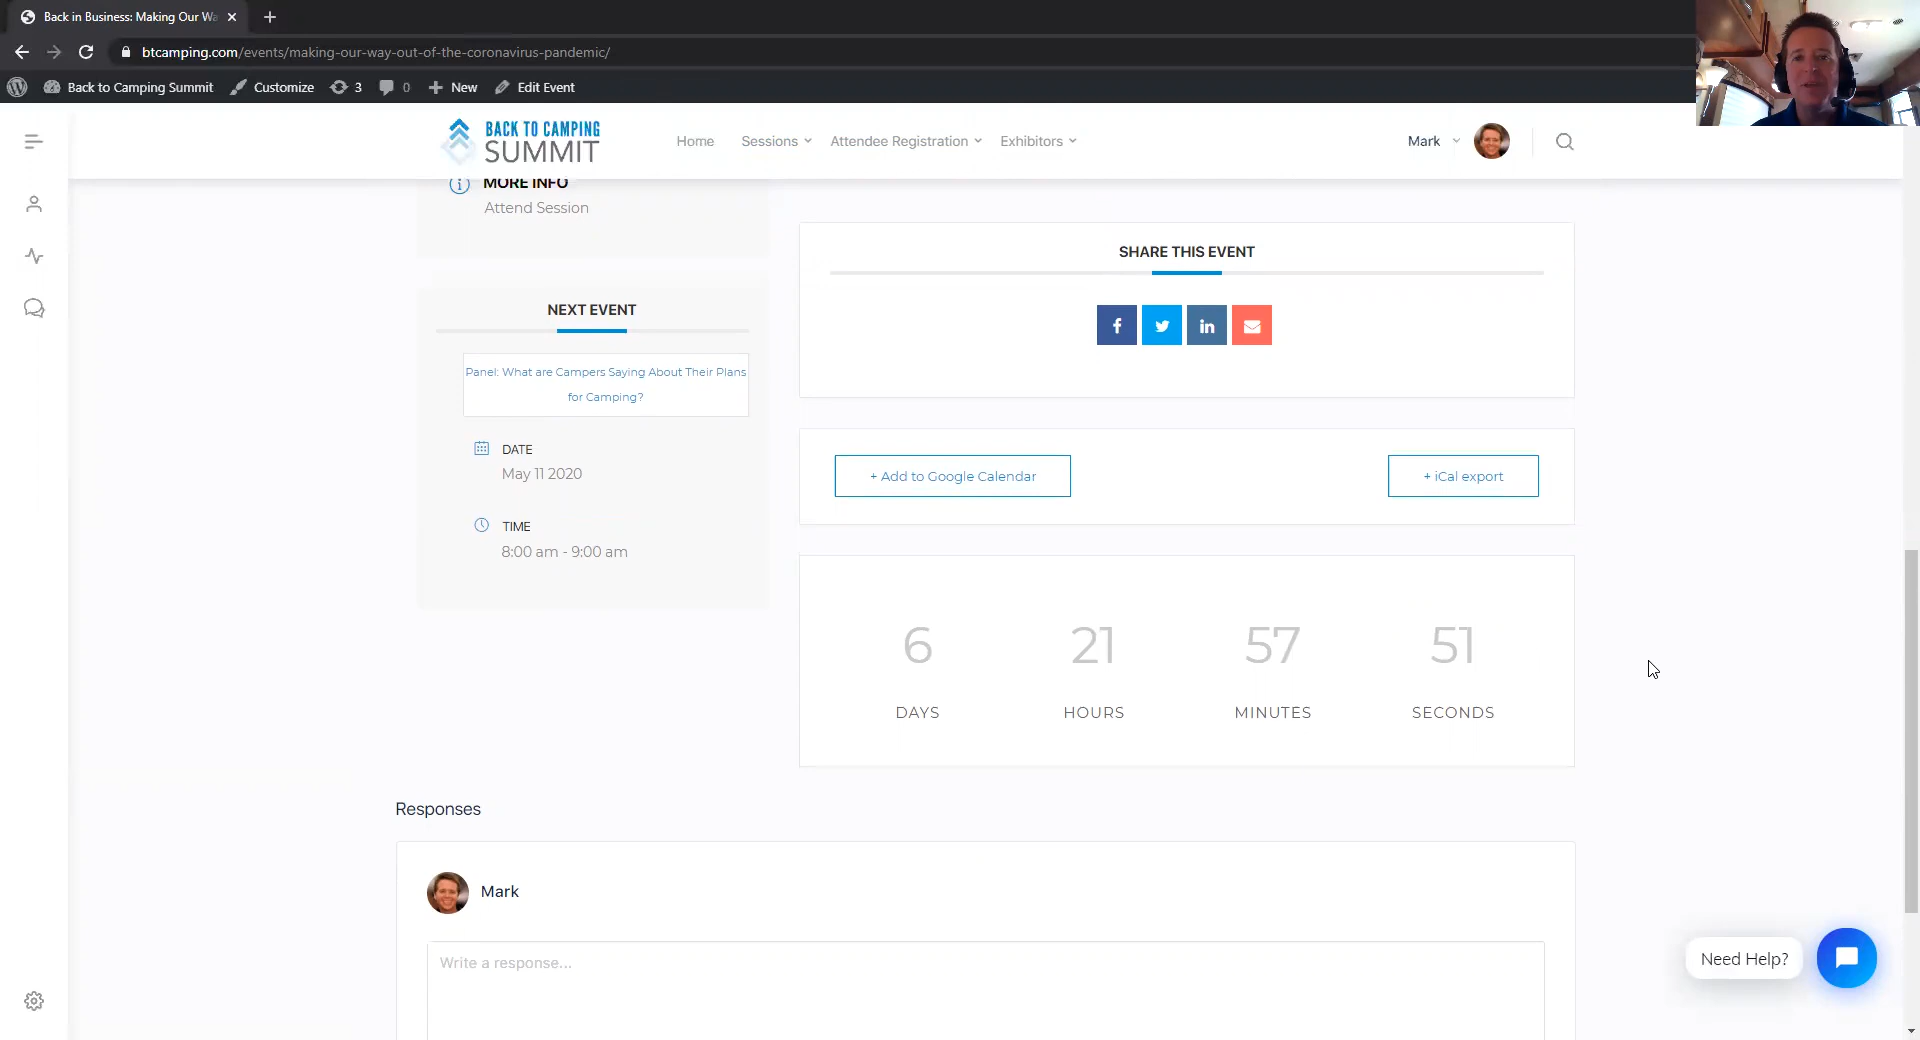 Back in Business: Making Our Wa
btcamping.com/events/making-our-way-out-of-the-coronavirus-pandemic/
Back to Camping Summit Customize 3 0 New Edit Event
BACK TO CAMPING
SUMMIT
Home Sessions Attendee Registration Exhibitors Mark
MORE INFO
Attend Session
NEXT EVENT
Panel: What are Campers Saying About Their Plans
for Camping?
DATE
May 11 2020
TIME
8:00 am - 9:00 am
SHARE THIS EVENT
+ Add to Google Calendar + iCal export
6 21 57 51
DAYS HOURS MINUTES SECONDS
Responses
Mark
Write a response...
Need Help?